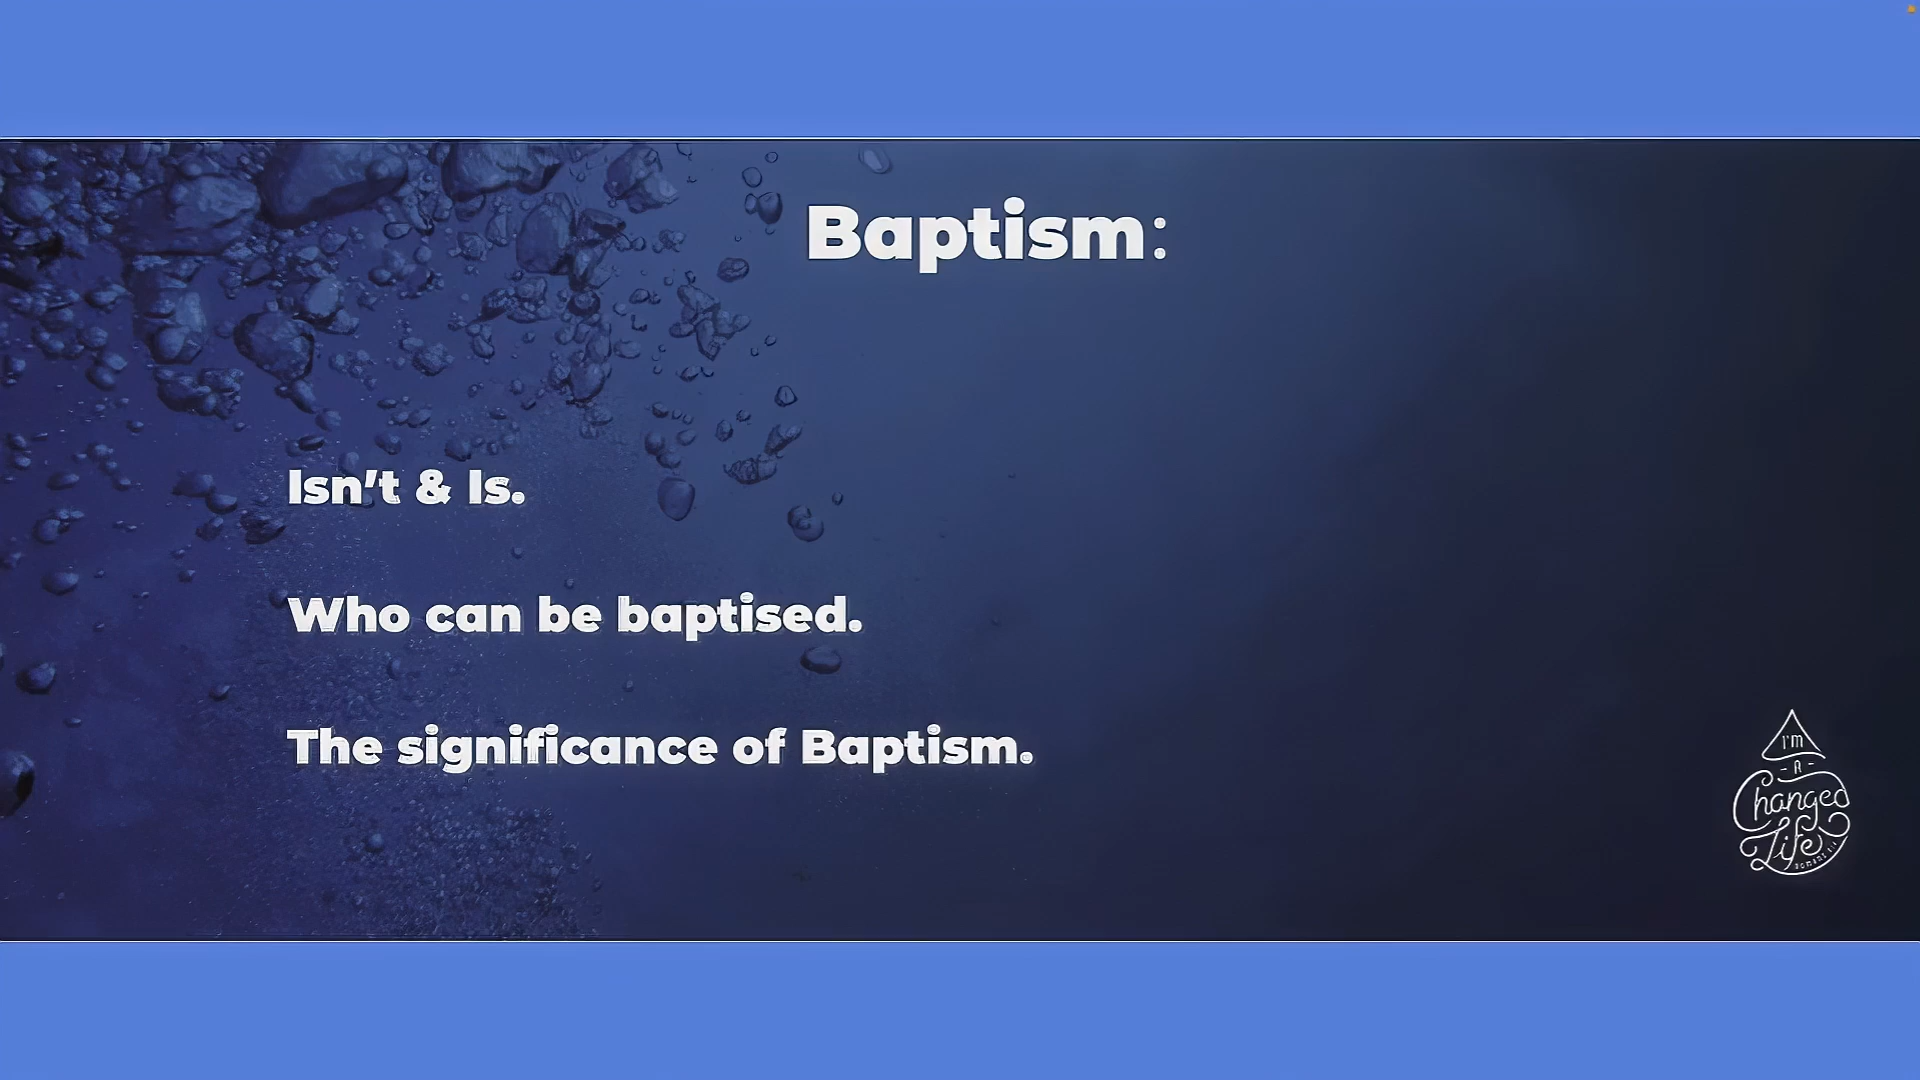 Baptism:
Isn't & Is.
Who can be baptised.
The significance of Baptism.
I'm
- A -
Changed
Life